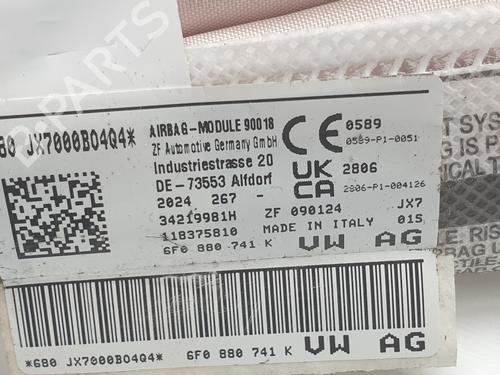 680 JX7000B04Q4*
AIRBAG-MODULE 90018
ZF Automotive Germany GmbH
Industriestrasse 20
DE-73553 Alfdorf
2024 267 -
34219981H ZF 090124 JX7
118375810 MADE IN ITALY 01S
6F0 880 741 K VW AG
CE 0589
0589-P1-0051
UK CA 2806
2806-P1-004126
*680 JX7000B04Q4* 6F0 880 741 K VW AG
PARTS